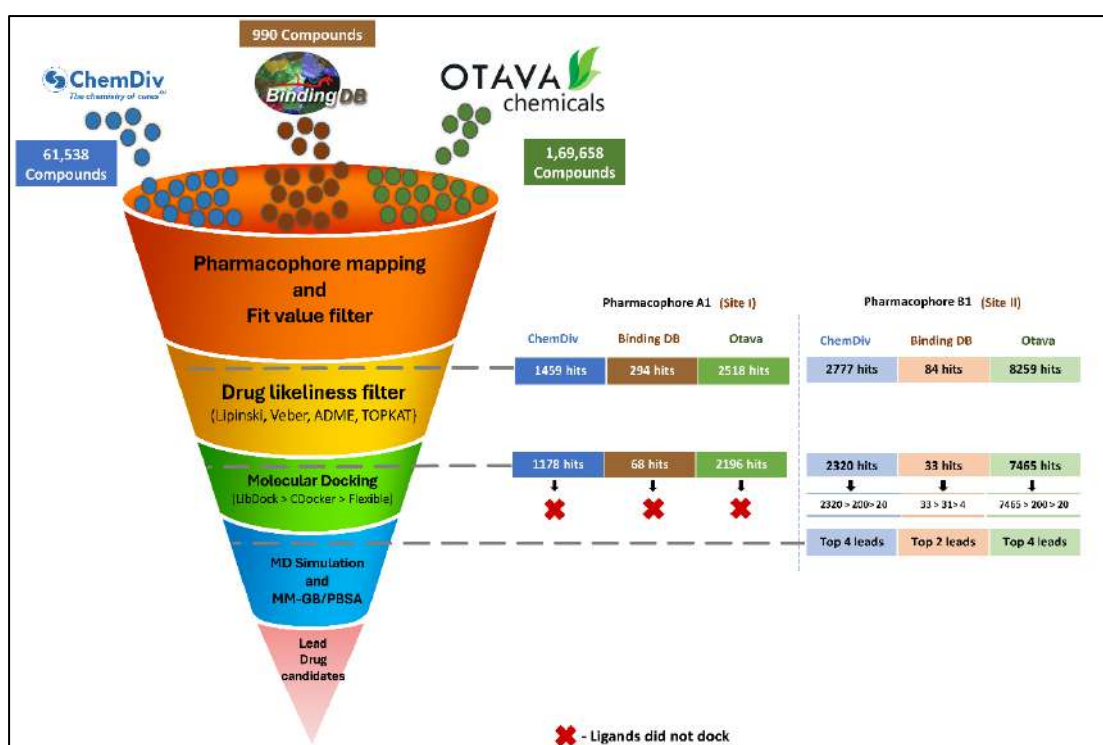 990 Compounds
ChemDiv
The chemistry of cures
BindingDB
OTAVA
chemicals
61,538
Compounds
1,69,658
Compounds
Pharmacophore mapping
and
Fit value filter
Pharmacophore A1 (Site I)
Pharmacophore B1 (Site II)
ChemDiv Binding DB Otava
ChemDiv Binding DB Otava
1459 hits 294 hits 2518 hits
2777 hits 84 hits 8259 hits
Drug likeliness filter
(Lipinski, Veber, ADME, TOPKAT}
1178 hits 68 hits 2196 hits
2320 hits 33 hits 7465 hits
Molecular Docking
(LibDock > CDocker > Flexible)
2320 > 200> 20 33 > 31> 4 7465 > 200 > 20
Top 4 leads Top 2 leads Top 4 leads
MD Simulation
and
MM-GB/PBSA
Lead
Drug
candidates
- Ligands did not dock